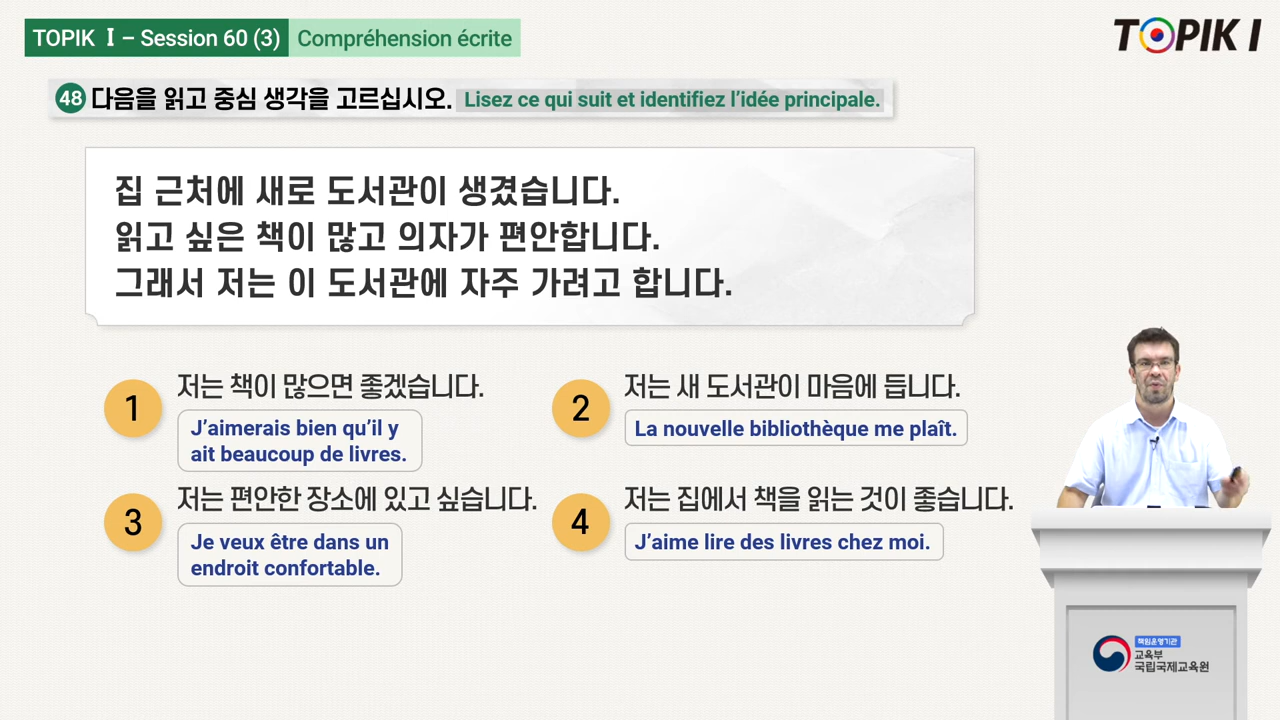 TOPIK I – Session 60 (3) Compréhension écrite
TOPIK I
48 다음을 읽고 중심 생각을 고르십시오. Lisez ce qui suit et identifiez l’idée principale.
집 근처에 새로 도서관이 생겼습니다.
읽고 싶은 책이 많고 의자가 편안합니다.
그래서 저는 이 도서관에 자주 가려고 합니다.
1 저는 책이 많으면 좋겠습니다.
J’aimerais bien qu’il y
ait beaucoup de livres.
2 저는 새 도서관이 마음에 듭니다.
La nouvelle bibliothèque me plaît.
3 저는 편안한 장소에 있고 싶습니다.
Je veux être dans un
endroit confortable.
4 저는 집에서 책을 읽는 것이 좋습니다.
J’aime lire des livres chez moi.
책임운영기관
교육부
국립국제교육원